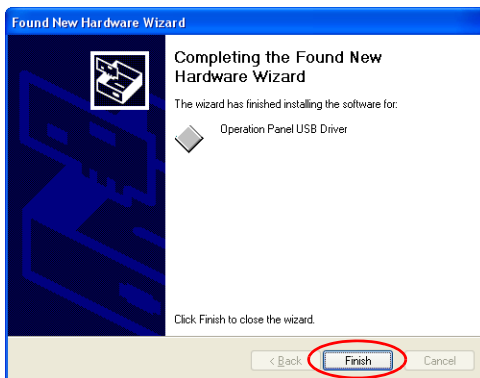 Found New Hardware Wizard
Completing the Found New
Hardware Wizard
The wizard has finished installing the software for:
Operation Panel USB Driver
Click Finish to close the wizard.
< Back
Finish
Cancel